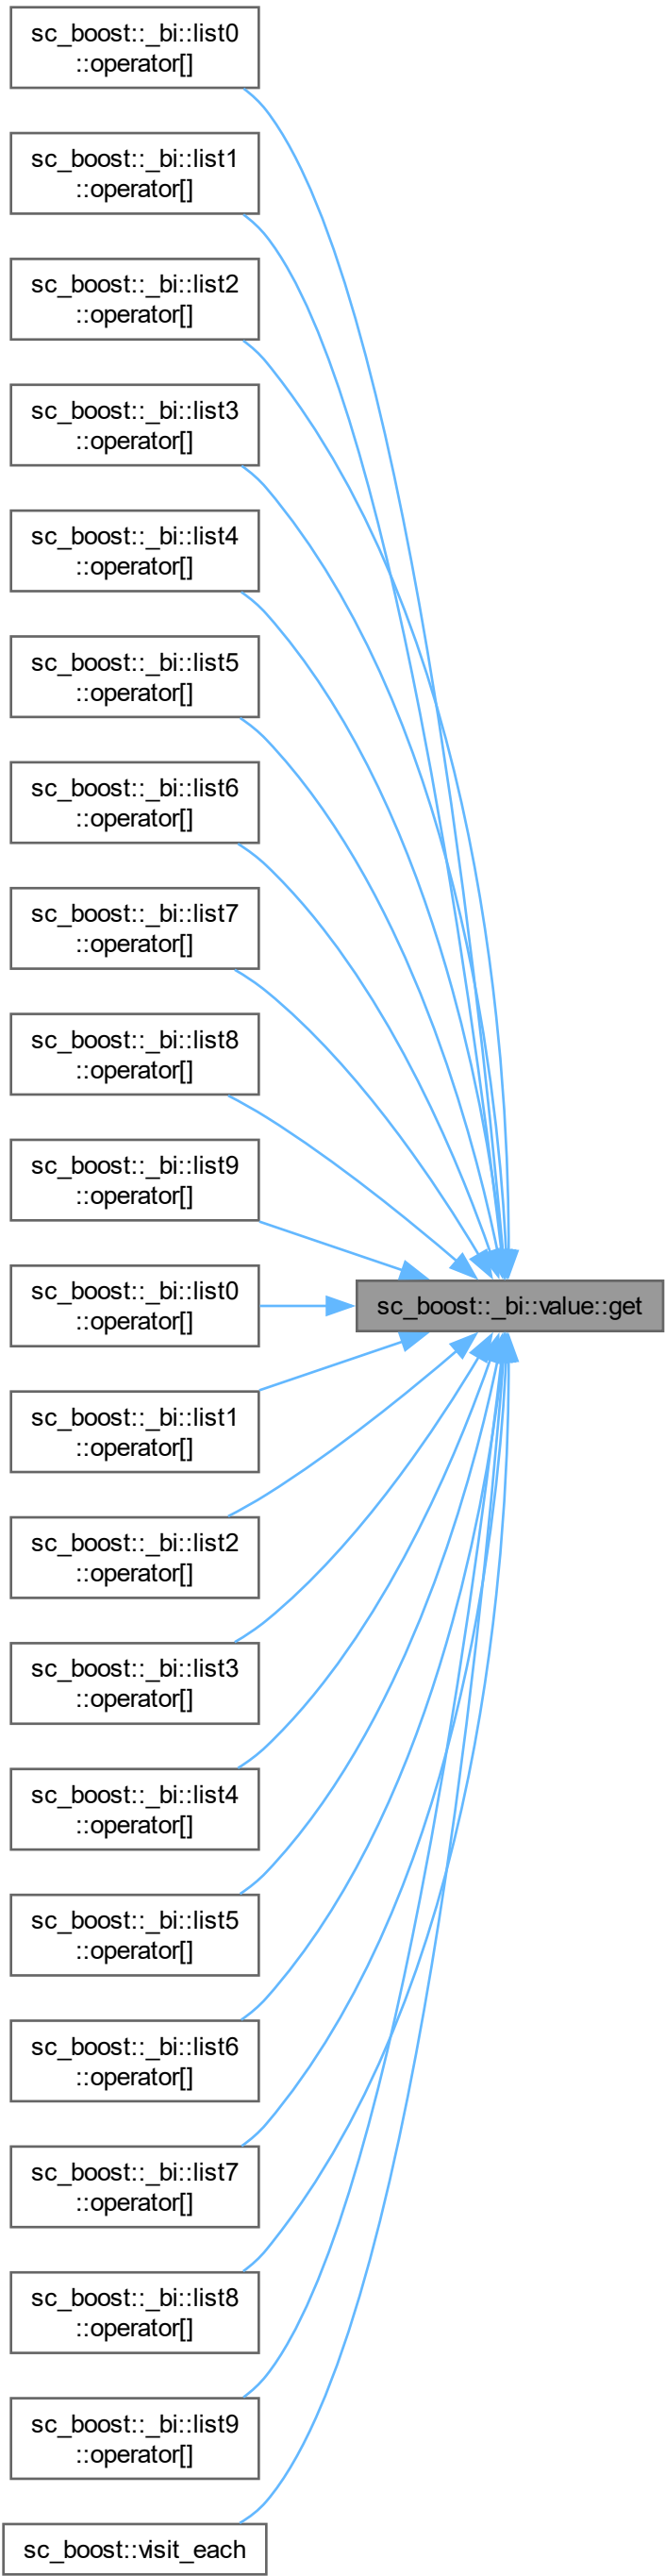 sc_boost::_bi::list0
::operator[]
sc_boost::_bi::list1
::operator[]
sc_boost::_bi::list2
::operator[]
sc_boost::_bi::list3
::operator[]
sc_boost::_bi::list4
::operator[]
sc_boost::_bi::list5
::operator[]
sc_boost::_bi::list6
::operator[]
sc_boost::_bi::list7
::operator[]
sc_boost::_bi::list8
::operator[]
sc_boost::_bi::list9
::operator[]
sc_boost::_bi::list0
::operator[]
sc_boost::_bi::value::get
sc_boost::_bi::list1
::operator[]
sc_boost::_bi::list2
::operator[]
sc_boost::_bi::list3
::operator[]
sc_boost::_bi::list4
::operator[]
sc_boost::_bi::list5
::operator[]
sc_boost::_bi::list6
::operator[]
sc_boost::_bi::list7
::operator[]
sc_boost::_bi::list8
::operator[]
sc_boost::_bi::list9
::operator[]
sc_boost::visit_each